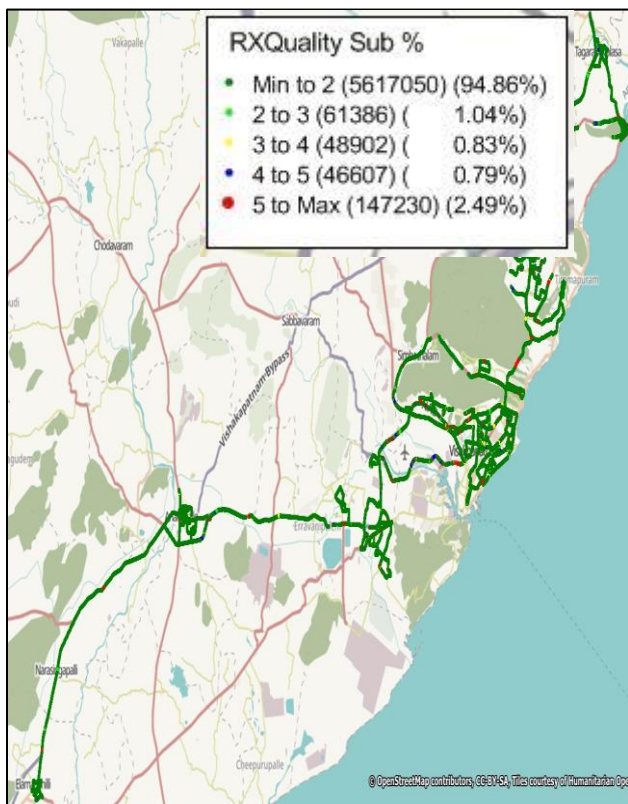 Vakapalle
RXQuality Sub %
Min to 2 (5617050) (94.86%)
2 to 3 (61386) ( 1.04%)
3 to 4 (48902) ( 0.83%)
4 to 5 (46607) ( 0.79%)
5 to Max (147230) (2.49%)
Chodavaram
Sabbavaram
Simhachalam
Vishakapatnam-Bypass
Narasingapalli
Cheepurupalle
© OpenStreetMap contributors, CC-BY-SA, Tiles courtesy of Humanitarian Ope